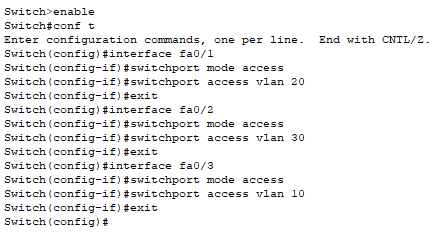 Switch>enable
Switch#conf t
Enter configuration commands, one per line.  End with CNTL/Z.
Switch(config)#interface fa0/1
Switch(config-if)#switchport mode access
Switch(config-if)#switchport access vlan 20
Switch(config-if)#exit
Switch(config)#interface fa0/2
Switch(config-if)#switchport mode access
Switch(config-if)#switchport access vlan 30
Switch(config-if)#exit
Switch(config)#interface fa0/3
Switch(config-if)#switchport mode access
Switch(config-if)#switchport access vlan 10
Switch(config-if)#exit
Switch(config)#